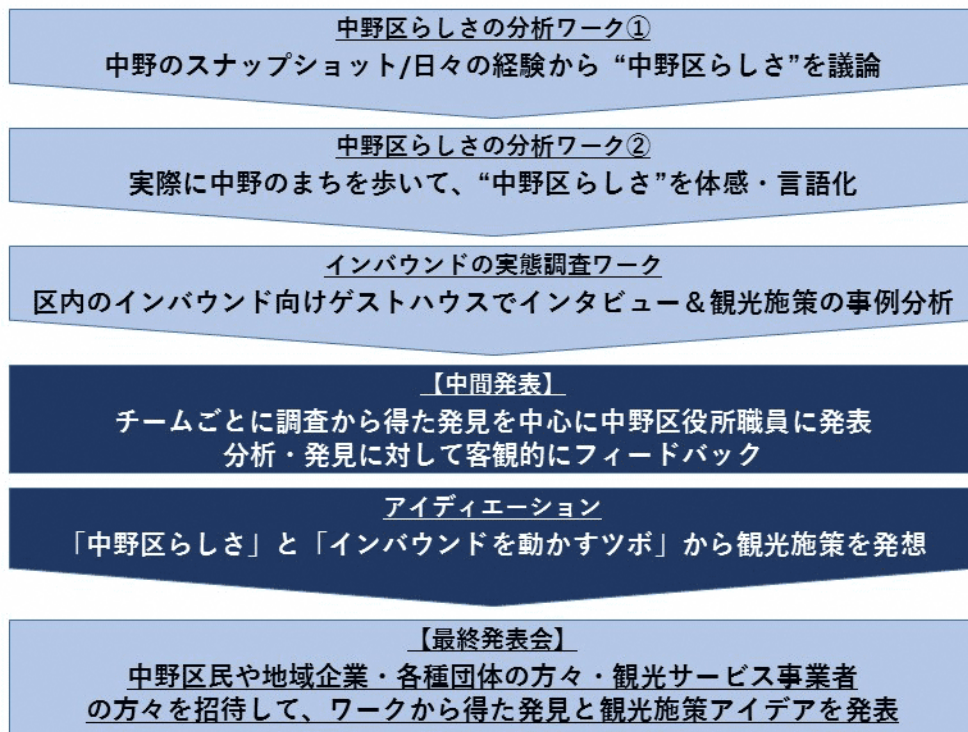 中野区らしさの分析ワーク①
中野のスナップショット/日々の経験から “中野区らしさ”を議論
中野区らしさの分析ワーク②
実際に中野のまちを歩いて、“中野区らしさ”を体感・言語化
インバウンドの実態調査ワーク
区内のインバウンド向けゲストハウスでインタビュー＆観光施策の事例分析
【中間発表】
チームごとに調査から得た発見を中心に中野区役所職員に発表
分析・発見に対して客観的にフィードバック
アイディエーション
「中野区らしさ」と「インバウンドを動かすツボ」から観光施策を発想
【最終発表会】
中野区民や地域企業・各種団体の方々・観光サービス事業者
の方々を招待して、ワークから得た発見と観光施策アイデアを発表